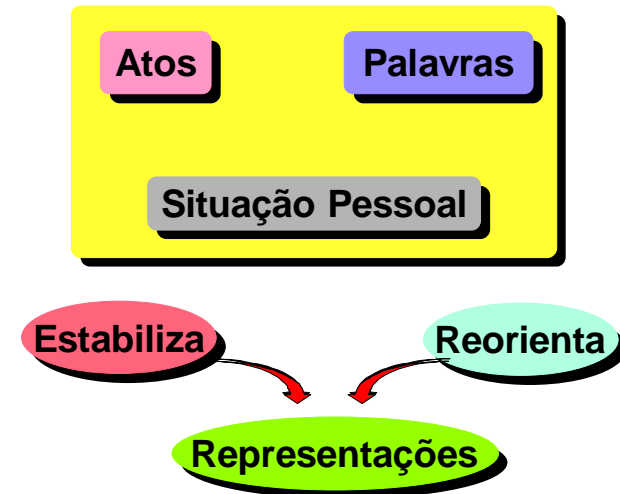 Atos
Palavras
Situação Pessoal
Estabiliza
Reorienta
Representações